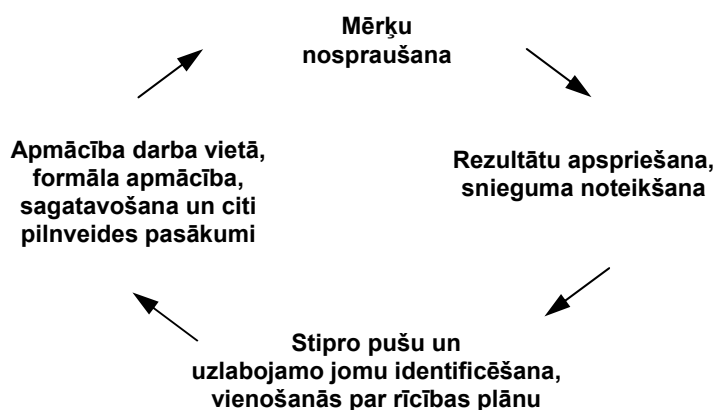 Mērķu
nospraušana
Rezultātu apspriešana,
snieguma noteikšana
Stipro pušu un
uzlabojamo jomu identificēšana,
vienošanās par rīcības plānu
Apmācība darba vietā,
formāla apmācība,
sagatavošana un citi
pilnveides pasākumi